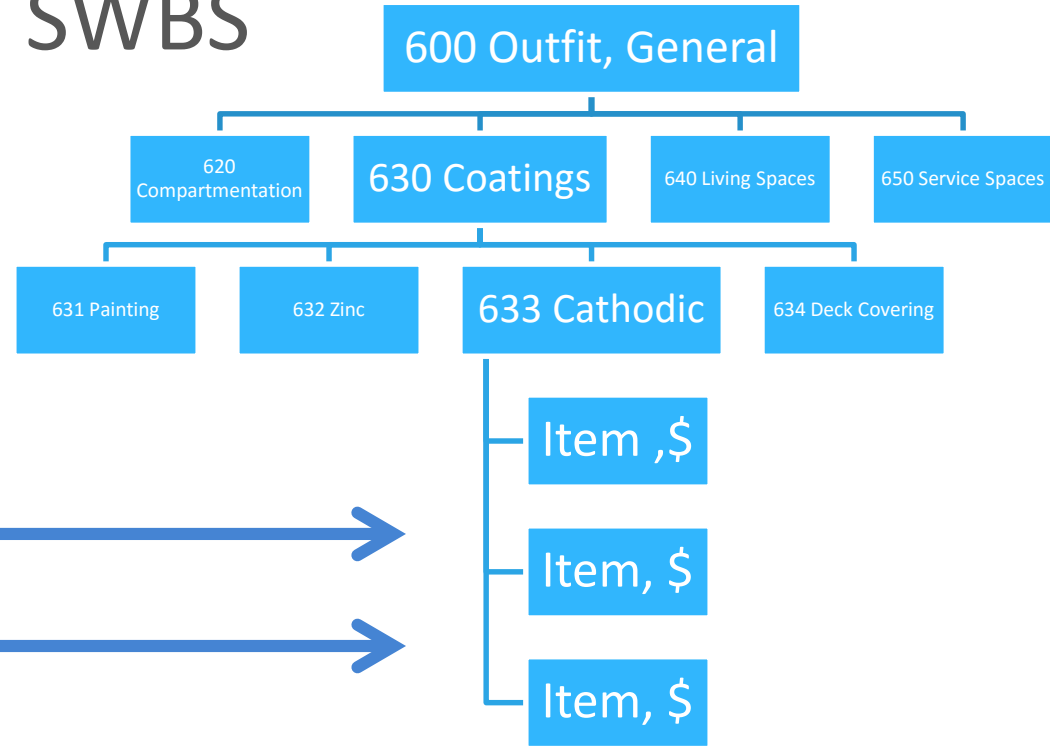 SWBS
600 Outfit, General
620
Compartmentation
630 Coatings
640 Living Spaces
650 Service Spaces
631 Painting
632 Zinc
633 Cathodic
634 Deck Covering
Item ,$
Item, $
Item, $